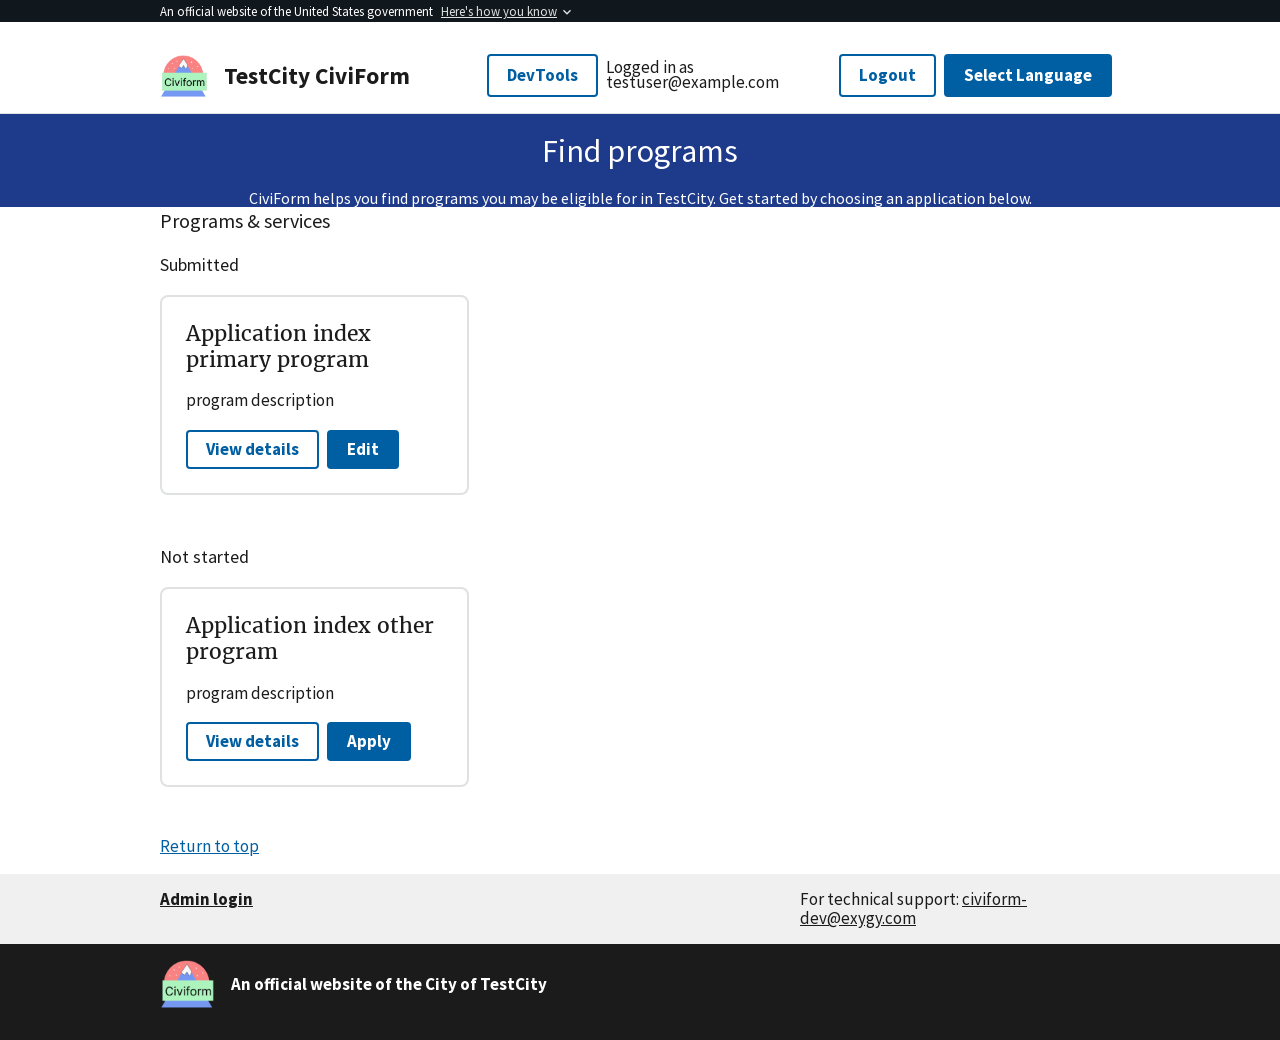 An official website of the United States government Here's how you know
Civiform
TestCity CiviForm
DevTools
Logged in as
testuser@example.com
Logout
Select Language
Find programs
CiviForm helps you find programs you may be eligible for in TestCity. Get started by choosing an application below.
Programs & services
Submitted
Application index
primary program
program description
View details
Edit
Not started
Application index other
program
program description
View details
Apply
Return to top
Admin login
For technical support: civiform-
dev@exygy.com
Civiform
An official website of the City of TestCity